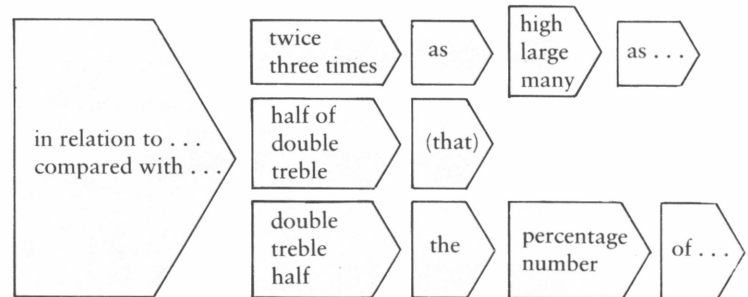 in relation to . . .
compared with . . .
twice
three times
as
high
large
many
as . . .
half of
double
treble
(that)
double
treble
half
the
percentage
number
of . . .